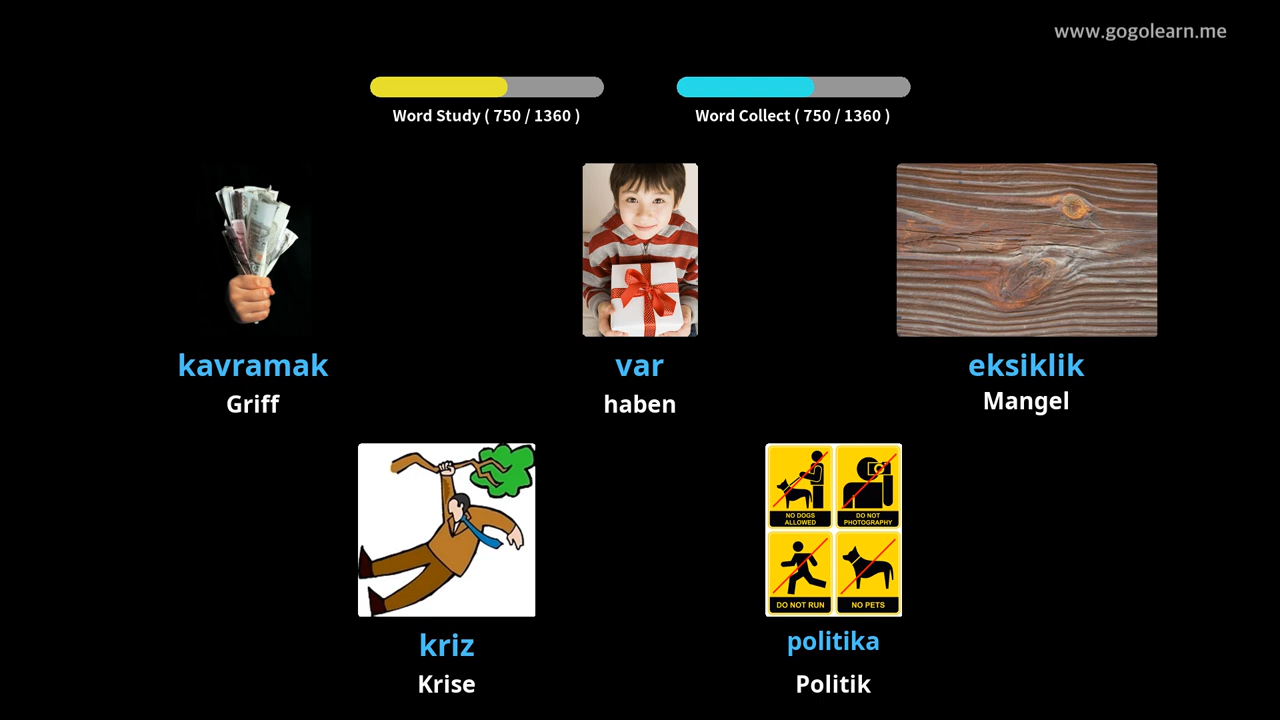 www.gogolearn.me
Word Study ( 750 / 1360 )
Word Collect ( 750 / 1360 )
kavramak
Griff
var
haben
eksiklik
Mangel
NO DOGS
ALLOWED
DO NOT
PHOTOGRAPHY
DO NOT RUN
NO PETS
kriz
Krise
politika
Politik